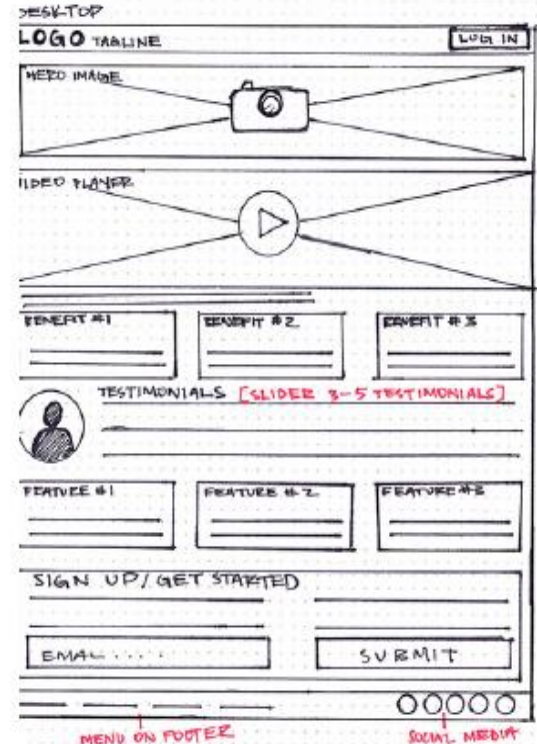 DESKTOP
LOGO TAGLINE
LOG IN
HERO IMAGE
VIDEO PLAYER
BENEFIT #1
BENEFIT #2
BENEFIT #3
TESTIMONIALS [SLIDER 3-5 TESTIMONIALS]
FEATURE #1
FEATURE #2
FEATURE #3
SIGN UP/GET STARTED
EMAL....
SUBMIT
MENU ON FOOTER
SOCIAL MEDIA